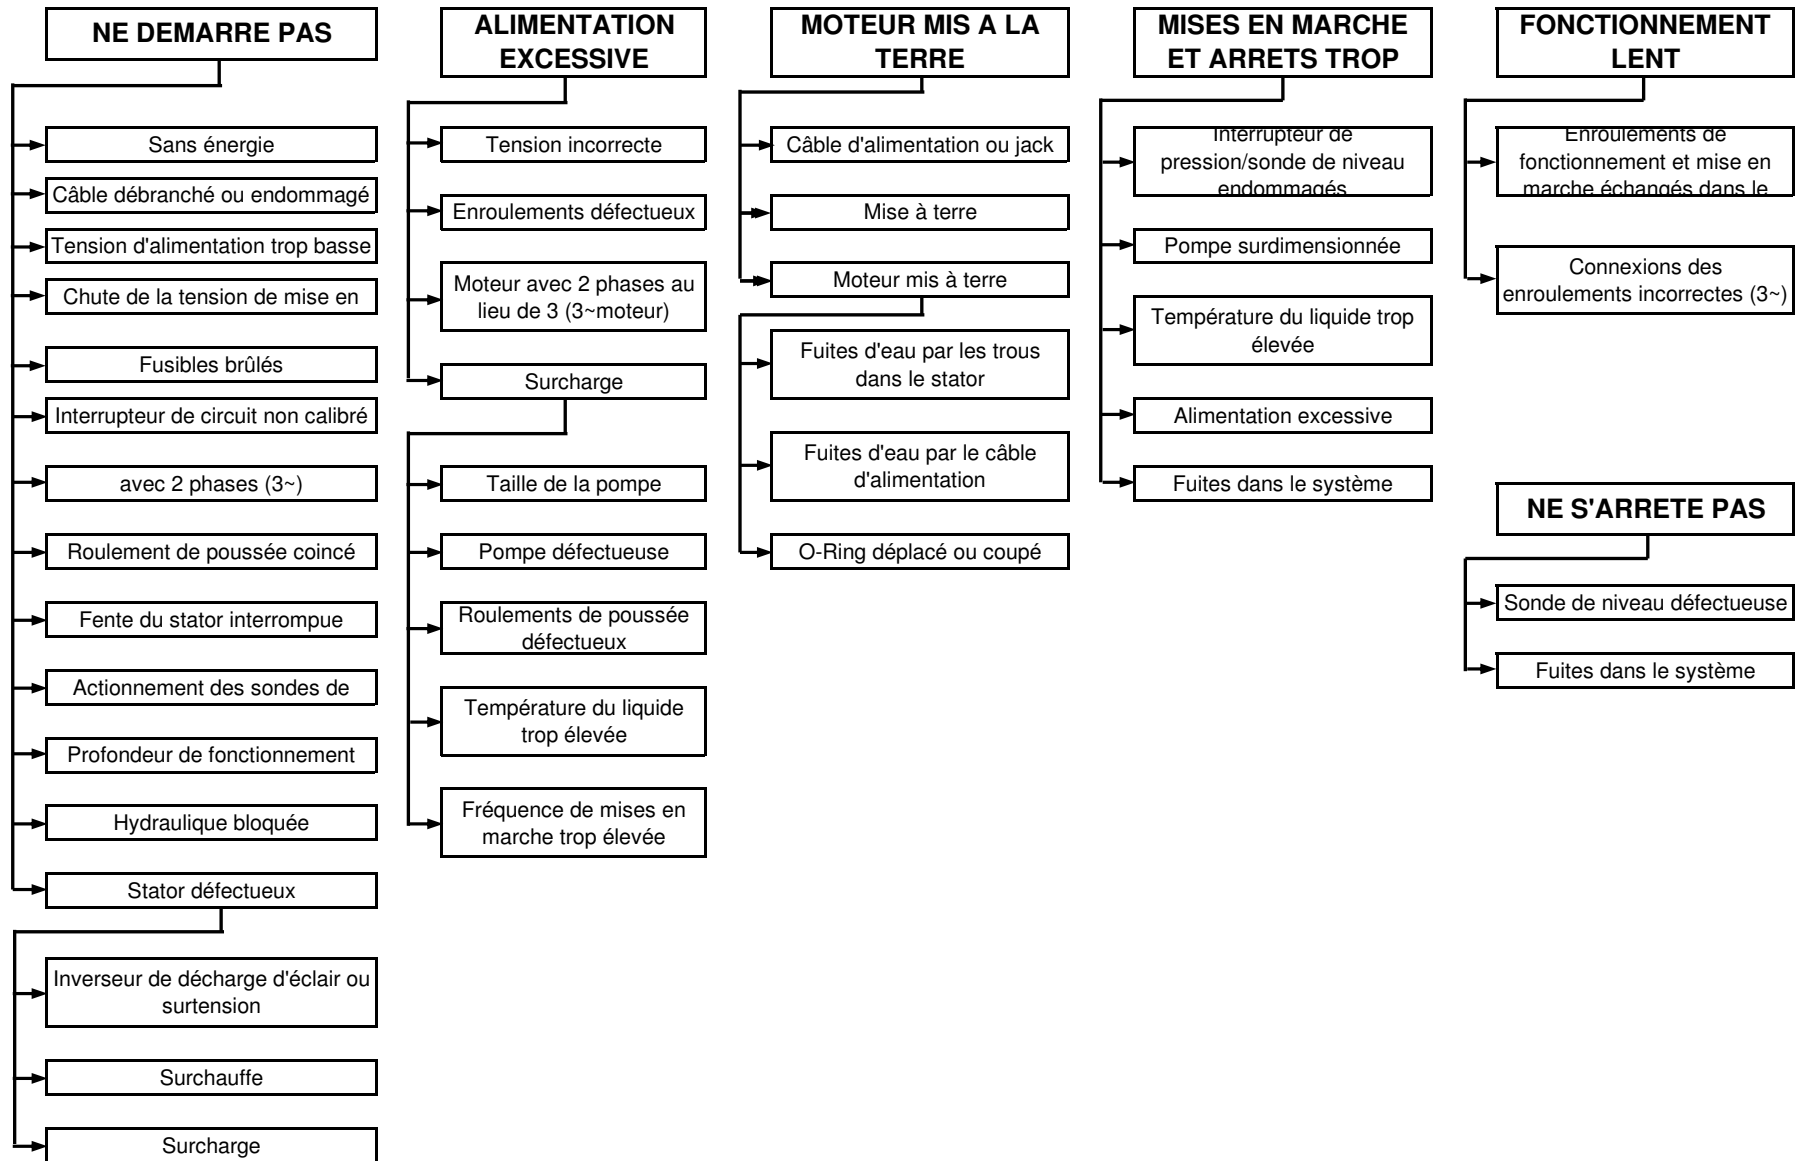 NE DEMARRE PAS
Sans énergie
Câble débranché ou endommagé
Tension d'alimentation trop basse
Chute de la tension de mise en
Fusibles brûlés
Interrupteur de circuit non calibré
avec 2 phases (3~)
Roulement de poussée coincé
Fente du stator interrompue
Actionnement des sondes de
Profondeur de fonctionnement
Hydraulique bloquée
Stator défectueux
Inverseur de décharge d'éclair ou
surtension
Surchauffe
Surcharge
ALIMENTATION
EXCESSIVE
Tension incorrecte
Enroulements défectueux
Moteur avec 2 phases au
lieu de 3 (3~moteur)
Surcharge
Taille de la pompe
Pompe défectueuse
Roulements de poussée
défectueux
Température du liquide
trop élevée
Fréquence de mises en
marche trop élevée
MOTEUR MIS A LA
TERRE
Câble d'alimentation ou jack
Mise à terre
Moteur mis à terre
Fuites d'eau par les trous
dans le stator
Fuites d'eau par le câble
d'alimentation
O-Ring déplacé ou coupé
MISES EN MARCHE
ET ARRETS TROP
Interrupteur de
pression/sonde de niveau
endommagés
Pompe surdimensionnée
Température du liquide trop
élevée
Alimentation excessive
Fuites dans le système
FONCTIONNEMENT
LENT
Enroulements de
fonctionnement et mise en
marche échangés dans le
Connexions des
enroulements incorrectes (3~)
NE S'ARRETE PAS
Sonde de niveau défectueuse
Fuites dans le système